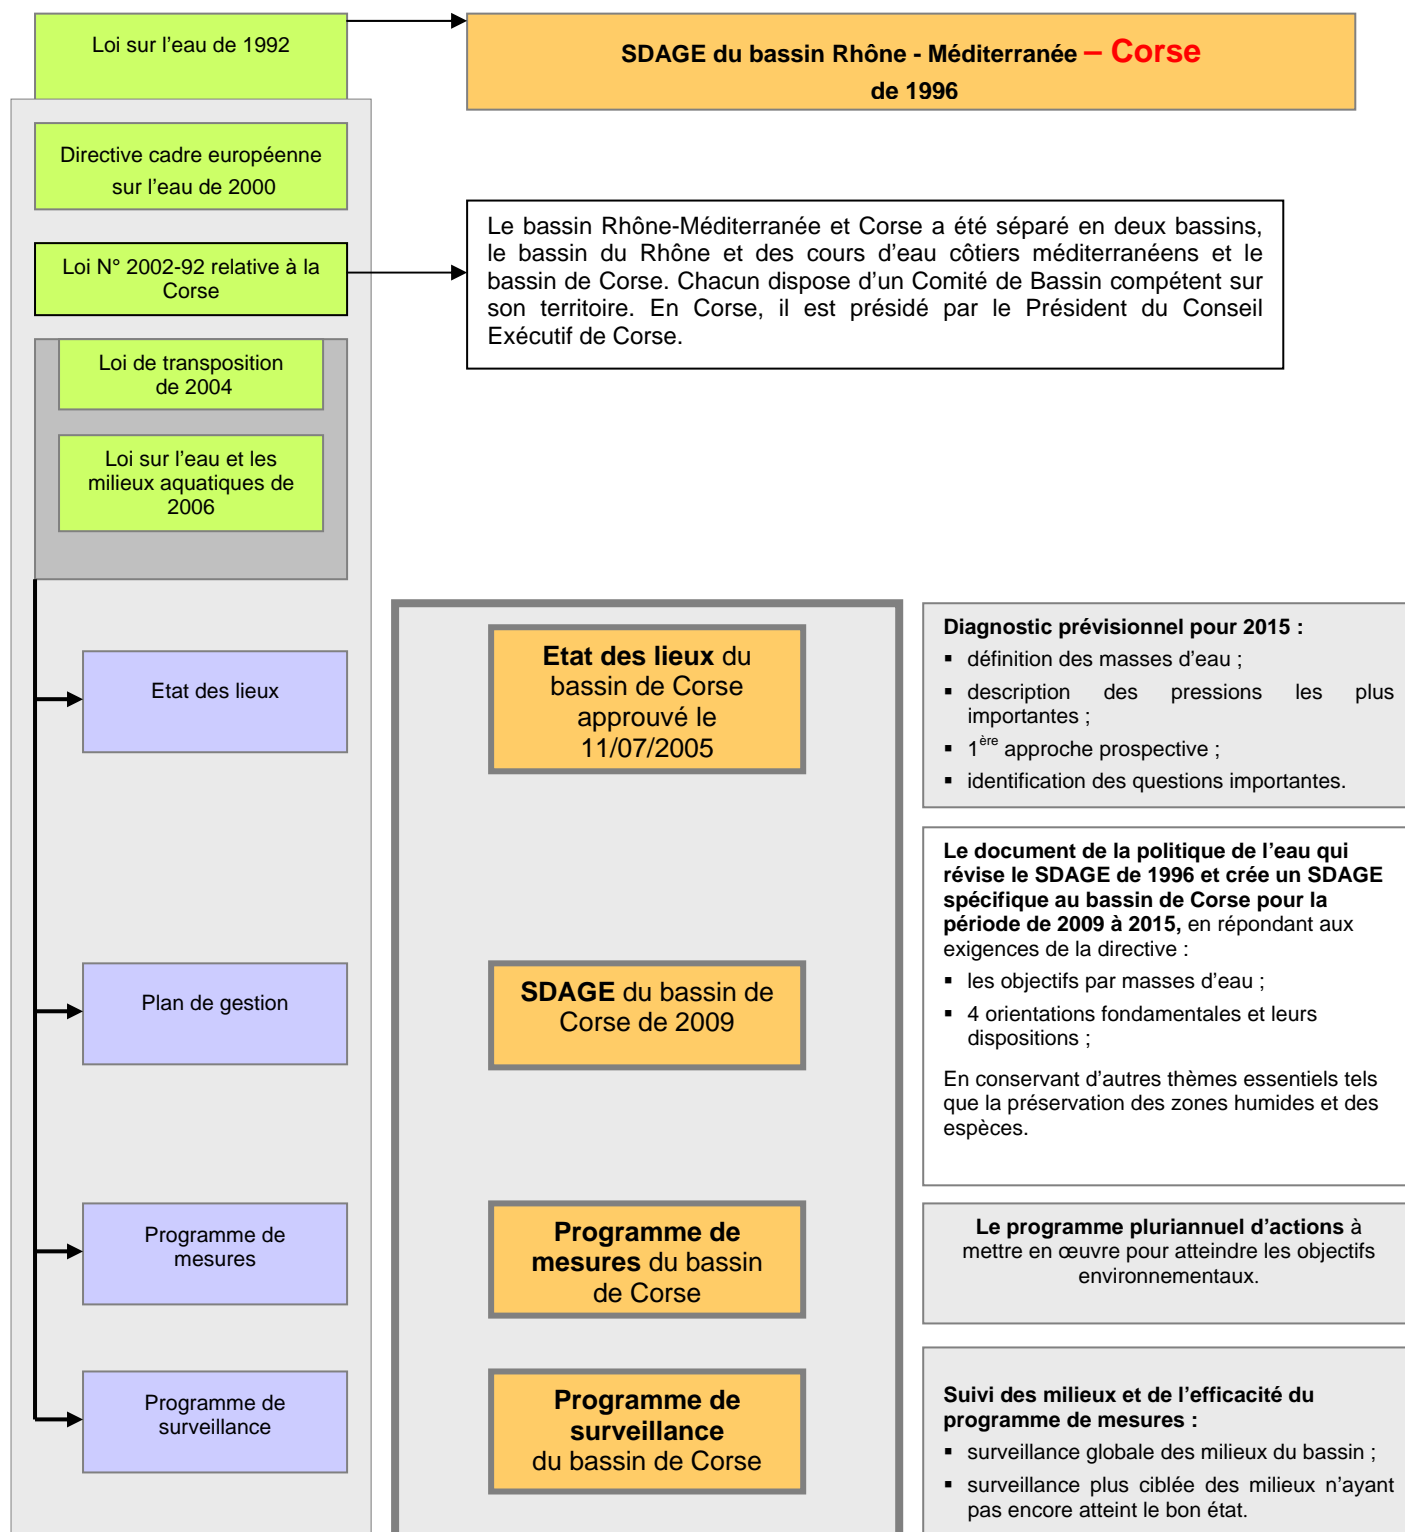 Loi sur l'eau de 1992
SDAGE du bassin Rhône - Méditerranée – Corse
de 1996
Directive cadre européenne
sur l'eau de 2000
Loi N° 2002-92 relative à la
Corse
Le bassin Rhône-Méditerranée et Corse a été séparé en deux bassins,
le bassin du Rhône et des cours d'eau côtiers méditerranéens et le
bassin de Corse. Chacun dispose d'un Comité de Bassin compétent sur
son territoire. En Corse, il est présidé par le Président du Conseil
Exécutif de Corse.
Loi de transposition
de 2004
Loi sur l'eau et les
milieux aquatiques de
2006
Etat des lieux
Etat des lieux du
bassin de Corse
approuvé le
11/07/2005
Diagnostic prévisionnel pour 2015 :
▪ définition des masses d'eau ;
▪ description des pressions les plus
importantes ;
▪ 1ère approche prospective ;
▪ identification des questions importantes.
Plan de gestion
SDAGE du bassin de
Corse de 2009
Le document de la politique de l'eau qui
révise le SDAGE de 1996 et crée un SDAGE
spécifique au bassin de Corse pour la
période de 2009 à 2015, en répondant aux
exigences de la directive :
▪ les objectifs par masses d'eau ;
▪ 4 orientations fondamentales et leurs
dispositions ;
En conservant d'autres thèmes essentiels tels
que la préservation des zones humides et des
espèces.
Programme de
mesures
Programme de
mesures du bassin
de Corse
Le programme pluriannuel d'actions à
mettre en œuvre pour atteindre les objectifs
environnementaux.
Programme de
surveillance
Programme de
surveillance
du bassin de Corse
Suivi des milieux et de l'efficacité du
programme de mesures :
▪ surveillance globale des milieux du bassin ;
▪ surveillance plus ciblée des milieux n'ayant
pas encore atteint le bon état.